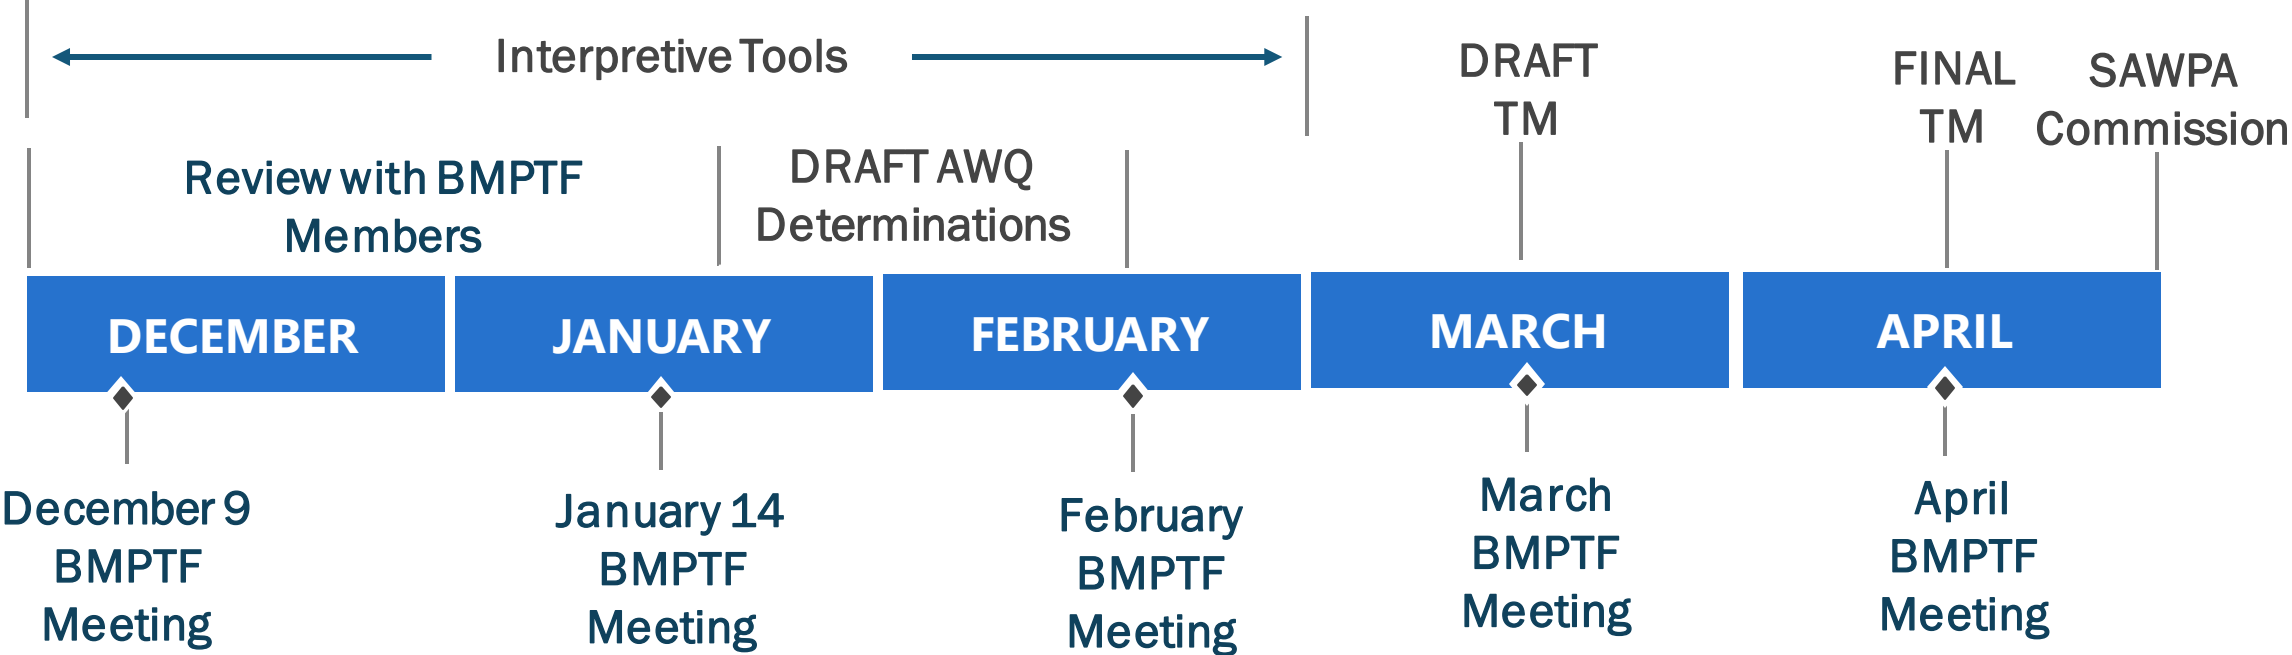 Interpretive Tools
DRAFT
TM
FINAL
TM
SAWPA
Commission
Review with BMPTF
Members
DRAFT AWQ
Determinations
DECEMBER
JANUARY
FEBRUARY
MARCH
APRIL
December 9
BMPTF
Meeting
January 14
BMPTF
Meeting
February
BMPTF
Meeting
March
BMPTF
Meeting
April
BMPTF
Meeting